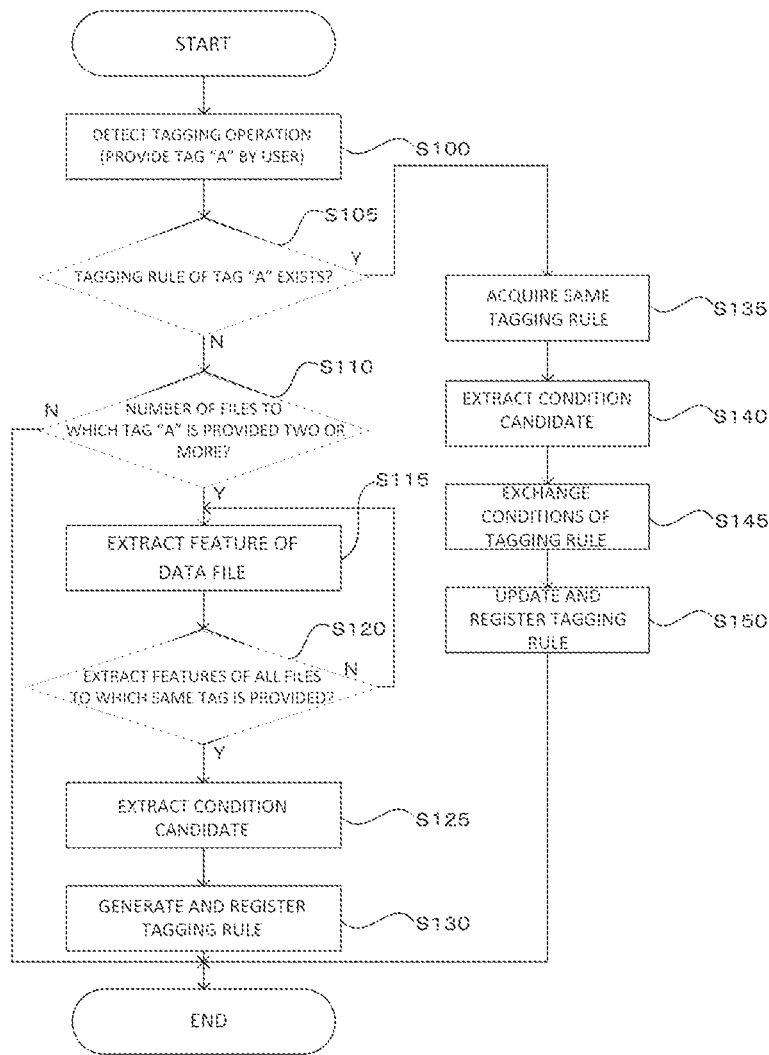 START
DETECT TAGGING OPERATION
(PROVIDE TAG “A” BY USER)
S100
S105
Y
TAGGING RULE OF TAG “A” EXISTS?
N
S110
N
NUMBER OF FILES TO
WHICH TAG “A” IS PROVIDED TWO OR
MORE?
Y
S115
EXTRACT FEATURE OF
DATA FILE
S120
N
EXTRACT FEATURES OF ALL FILES
TO WHICH SAME TAG IS PROVIDED?
Y
EXTRACT CONDITION
CANDIDATE
S125
GENERATE AND REGISTER
TAGGING RULE
S130
END
ACQUIRE SAME
TAGGING RULE
S135
EXTRACT CONDITION
CANDIDATE
S140
EXCHANGE
CONDITIONS OF
TAGGING RULE
S145
UPDATE AND
REGISTER TAGGING
RULE
S150